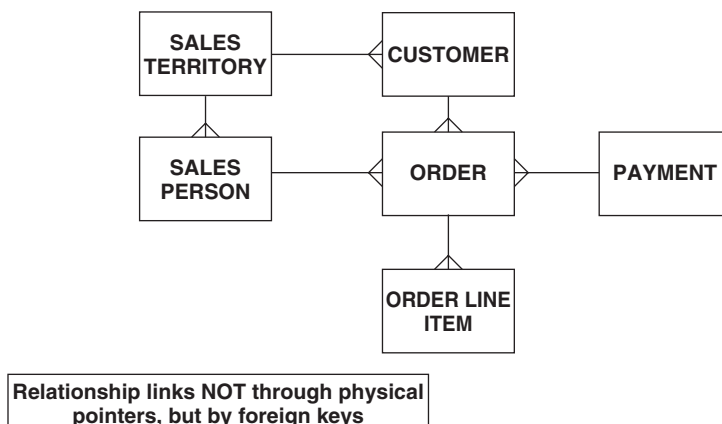 SALES
TERRITORY
CUSTOMER
SALES
PERSON
ORDER
PAYMENT
ORDER LINE
ITEM
Relationship links NOT through physical
pointers, but by foreign keys